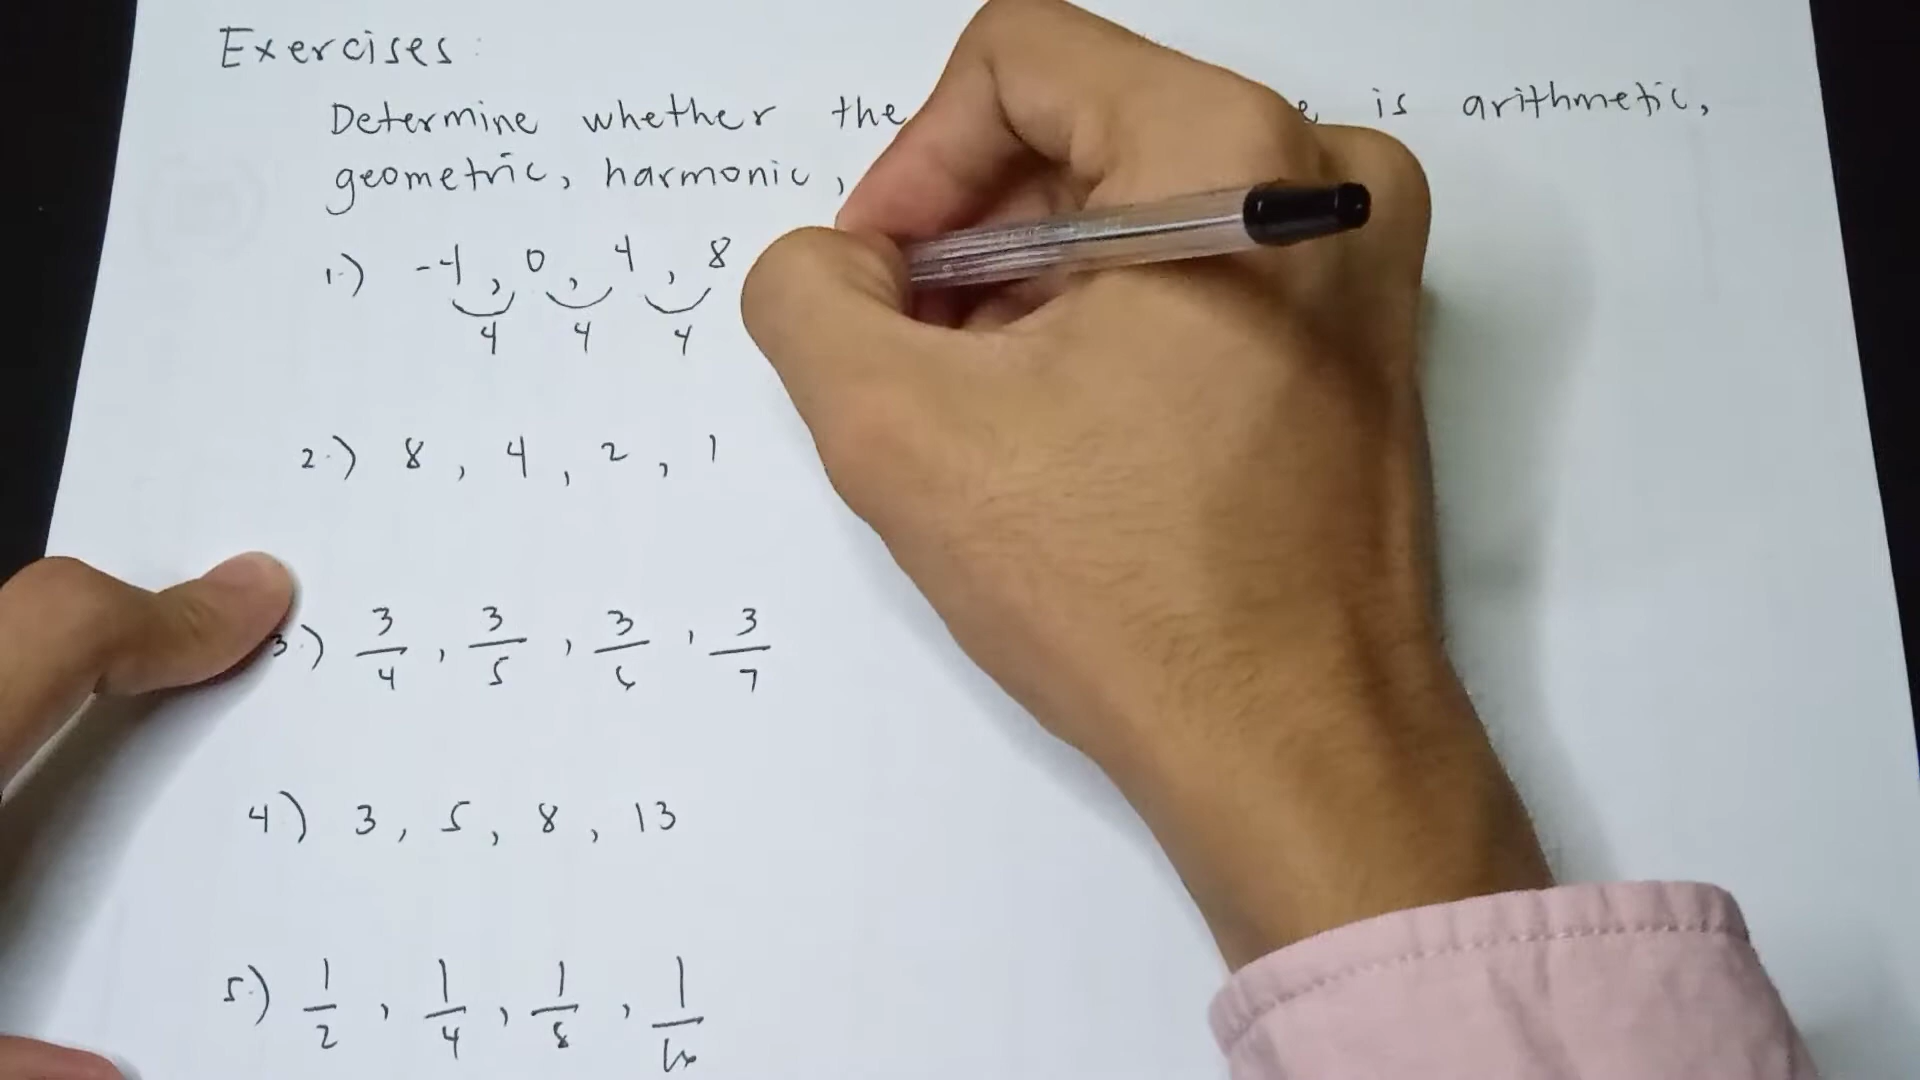 Exercises:
Determine whether the is arithmetic,
geometric, harmonic,
1.) -4, 0, 4, 8
4 4 4
2.) 8, 4, 2, 1
3.) 3/4, 3/5, 3/6, 3/7
4) 3, 5, 8, 13
5.) 1/2, 1/4, 1/8, 1/16